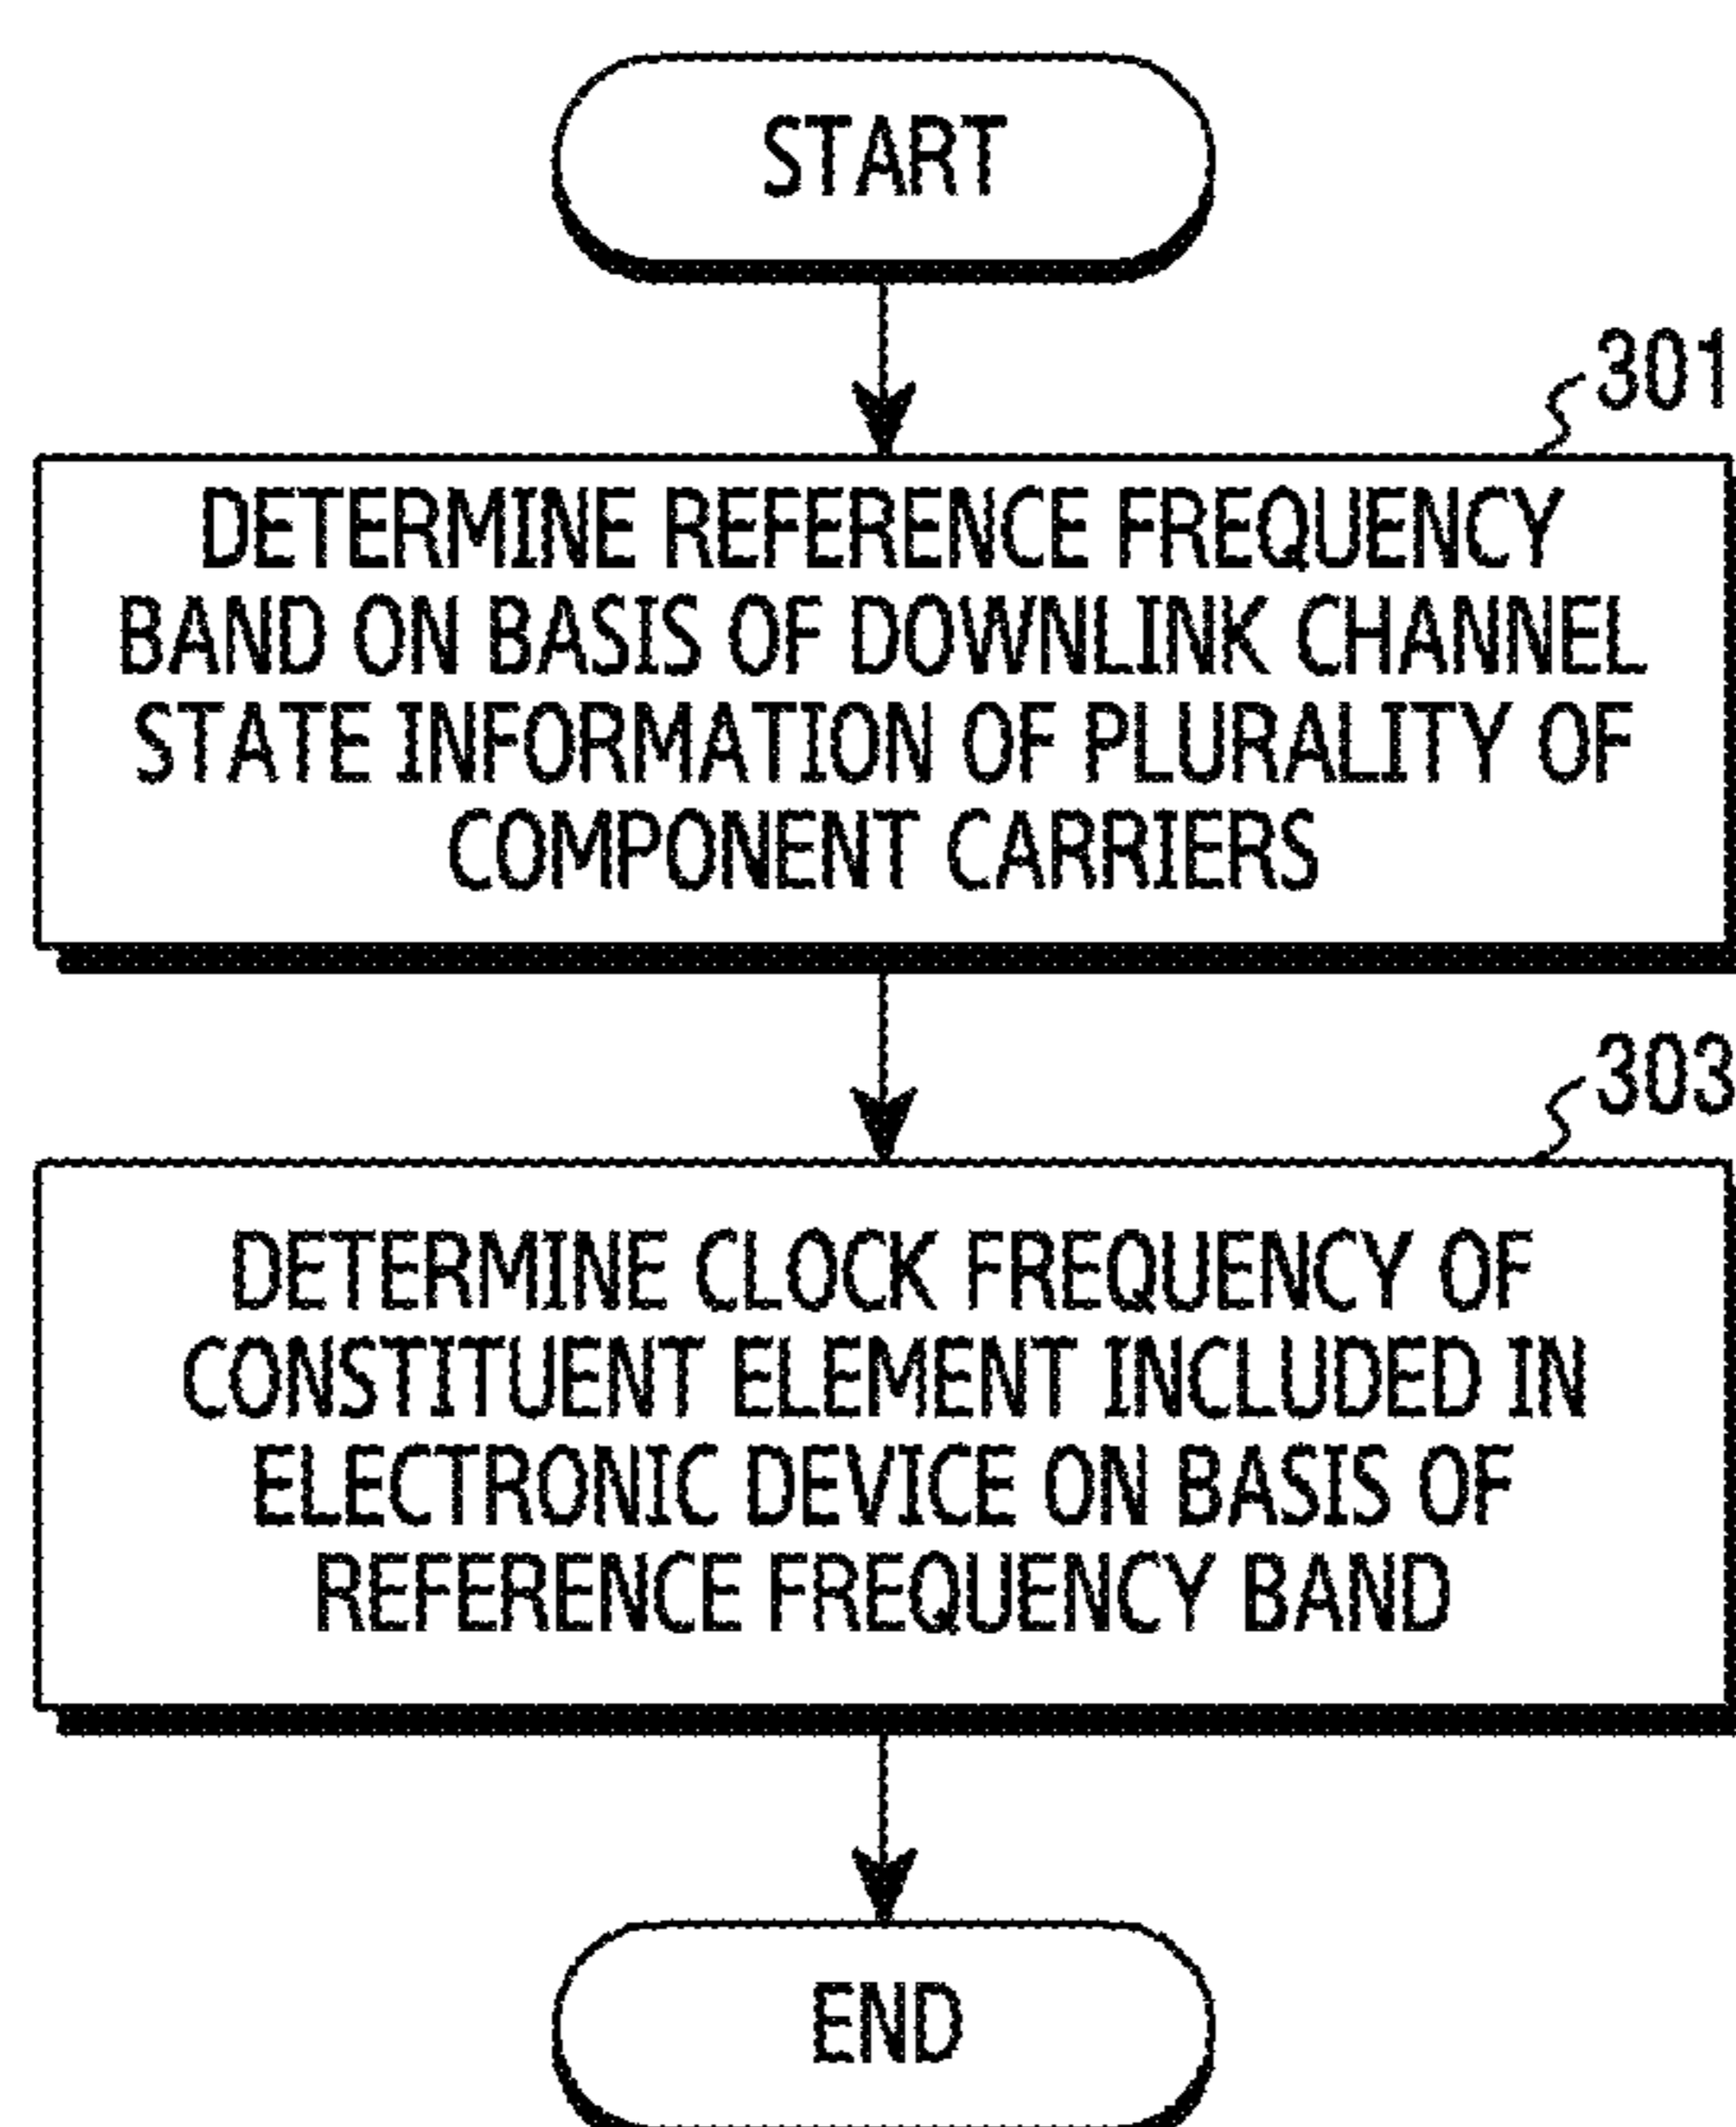 START
301
DETERMINE REFERENCE FREQUENCY
BAND ON BASIS OF DOWNLINK CHANNEL
STATE INFORMATION OF PLURALITY OF
COMPONENT CARRIERS
303
DETERMINE CLOCK FREQUENCY OF
CONSTITUENT ELEMENT INCLUDED IN
ELECTRONIC DEVICE ON BASIS OF
REFERENCE FREQUENCY BAND
END